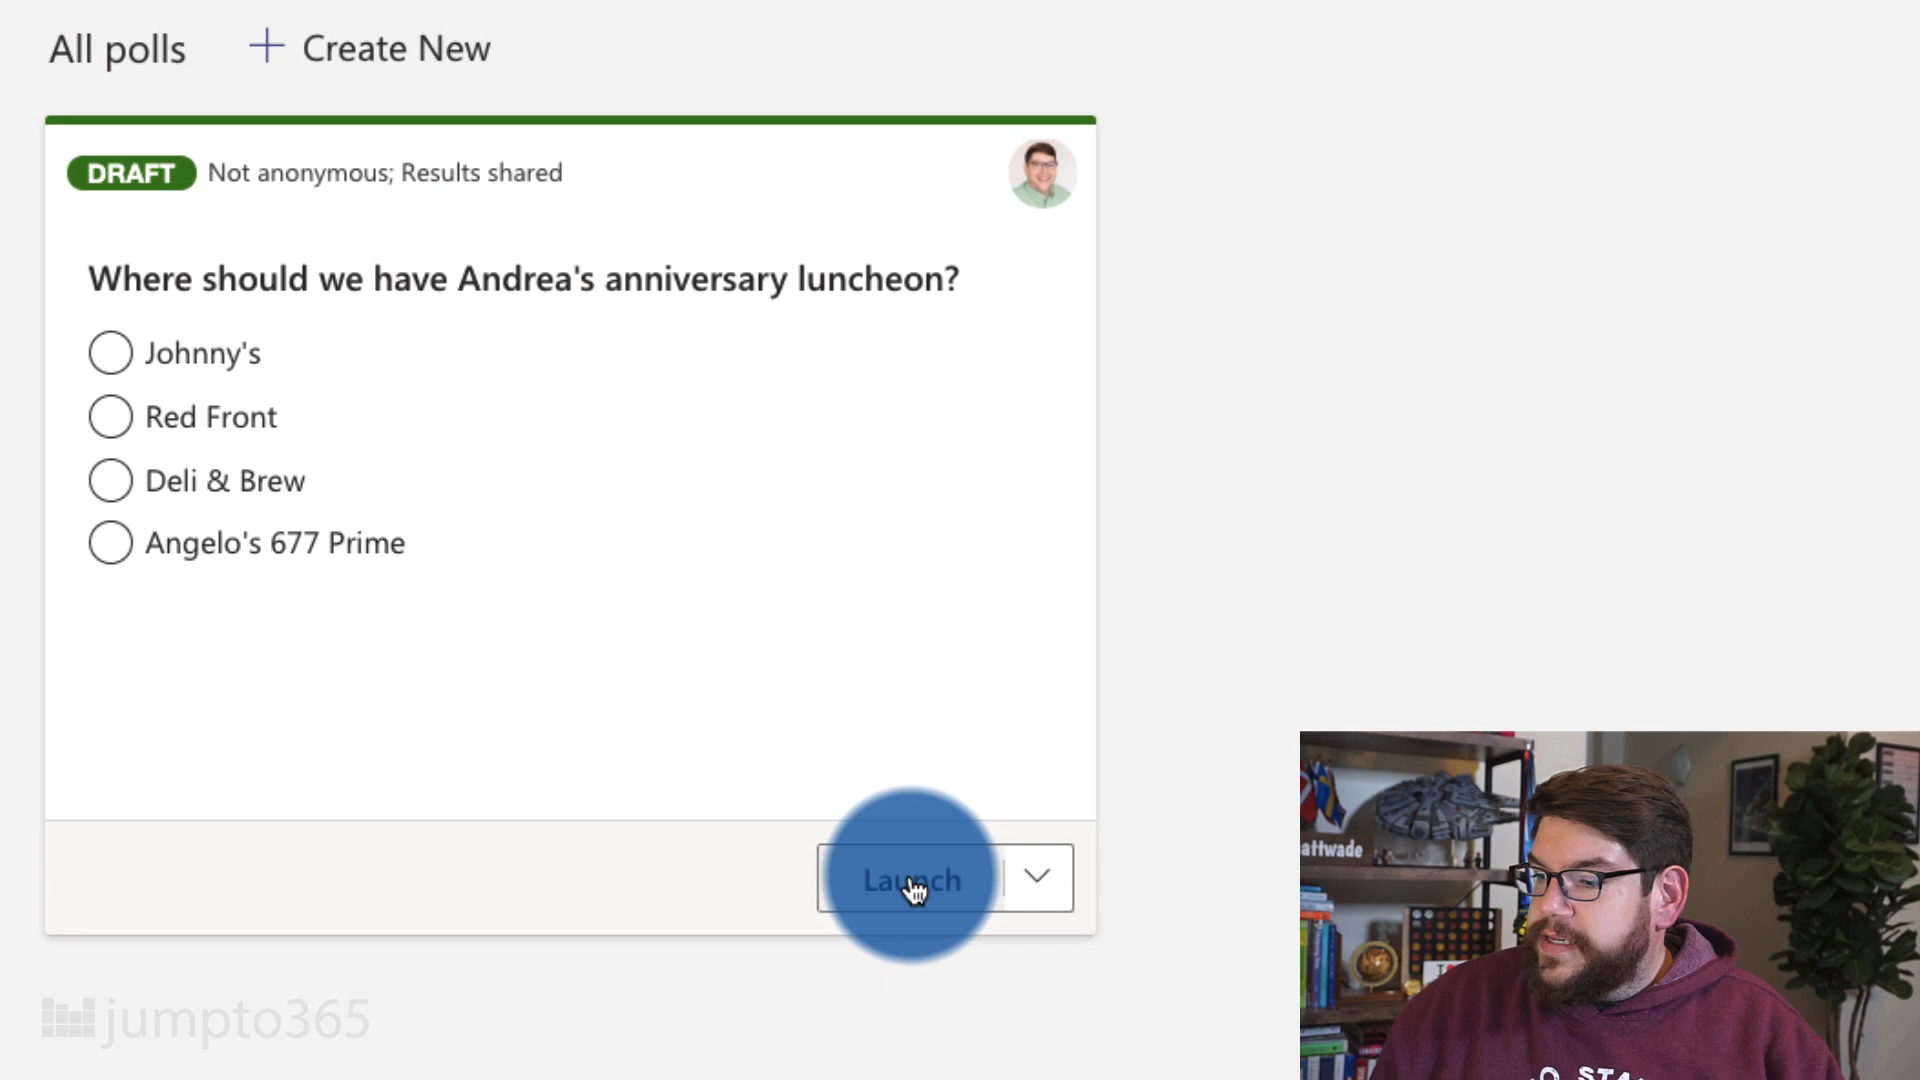 All polls
Create New
DRAFT Not anonymous; Results shared
Where should we have Andrea's anniversary luncheon?
Johnny's
Red Front
Deli & Brew
Angelo's 677 Prime
Launch
jumpto365
attwade